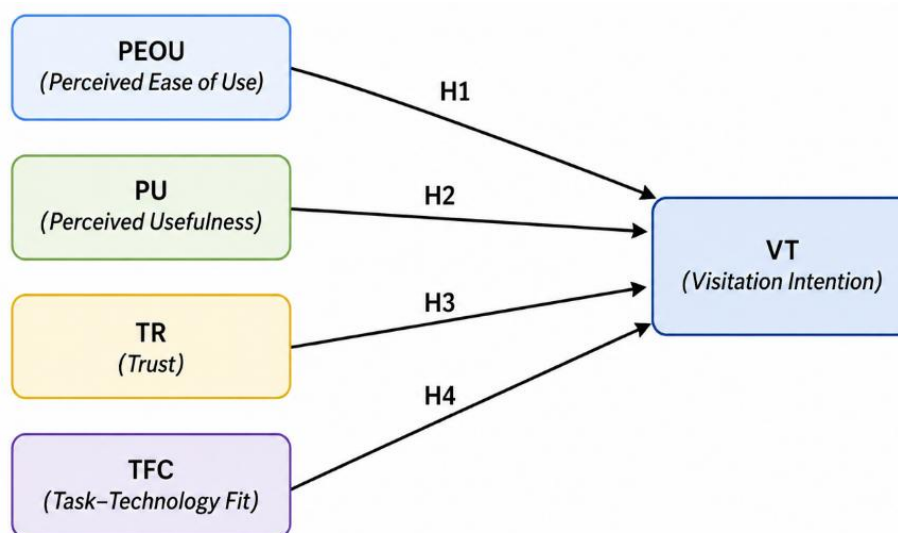 PEOU
(Perceived Ease of Use)
H1
PU
(Perceived Usefulness)
H2
VT
(Visitation Intention)
TR
(Trust)
H3
H4
TFC
(Task–Technology Fit)